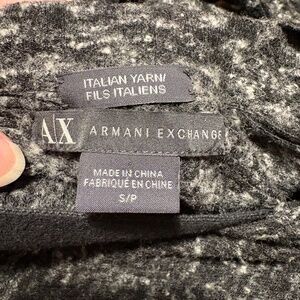 ITALIAN YARN/
FILS ITALIENS
A|X ARMANI EXCHANGE
MADE IN CHINA
FABRIQUÉ EN CHINE
S/P